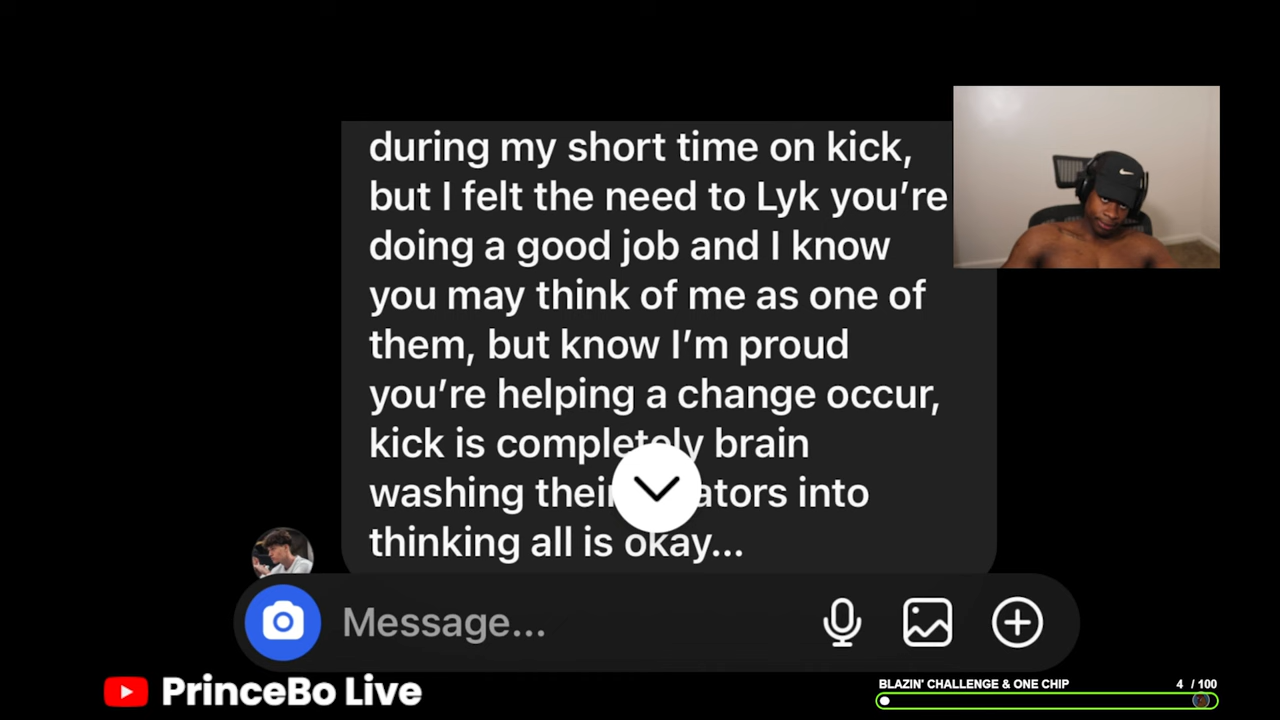 during my short time on kick,
but I felt the need to Lyk you’re
doing a good job and I know
you may think of me as one of
them, but know I’m proud
you’re helping a change occur,
kick is completely brain
washing their ators into
thinking all is okay...
Message...
PrinceBo Live
BLAZIN' CHALLENGE & ONE CHIP 4 / 100